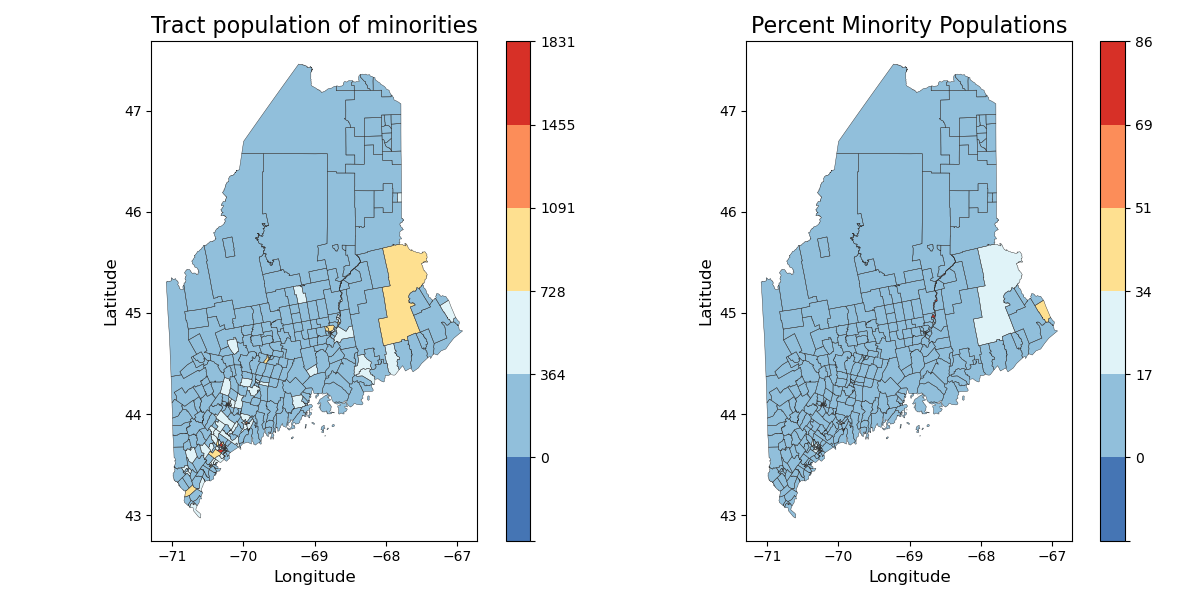 Tract population of minorities
Latitude
47
46
45
44
43
−71 −70 −69 −68 −67
Longitude
1831
1455
1091
728
364
0
Percent Minority Populations
Latitude
47
46
45
44
43
−71 −70 −69 −68 −67
Longitude
86
69
51
34
17
0